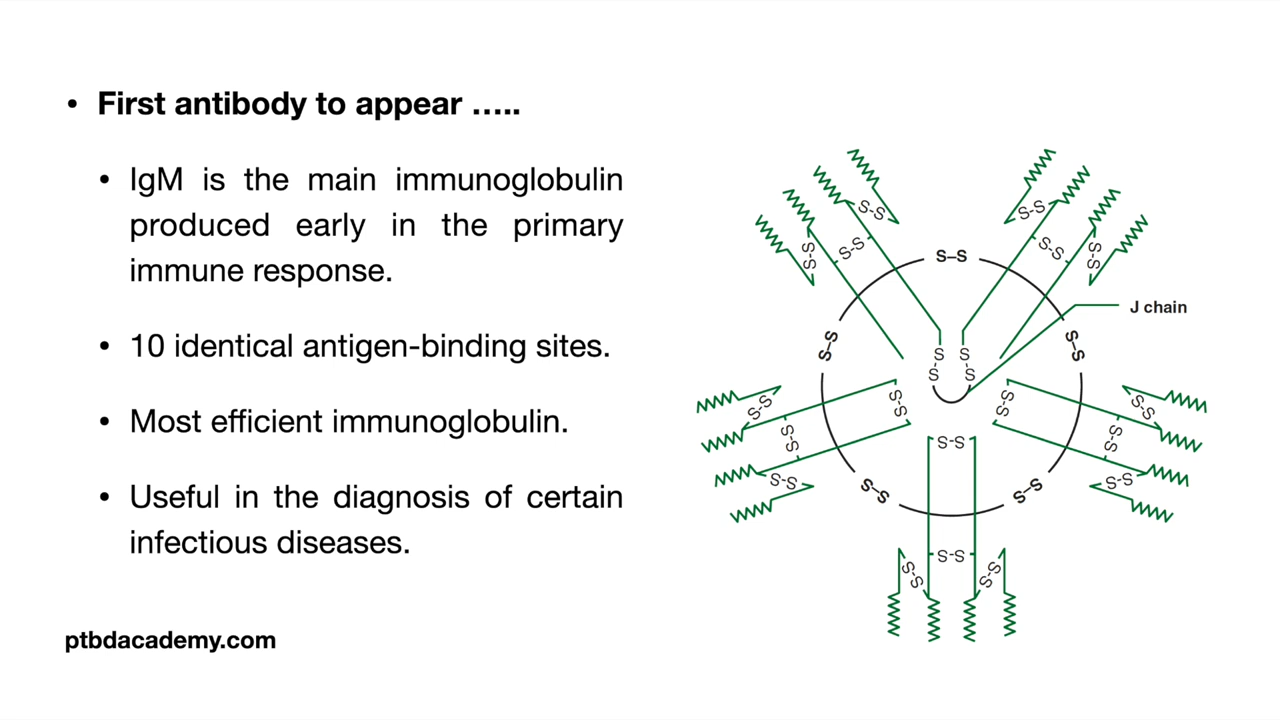 • First antibody to appear …..
• IgM is the main immunoglobulin
produced early in the primary
immune response.
• 10 identical antigen-binding sites.
• Most efficient immunoglobulin.
• Useful in the diagnosis of certain
infectious diseases.
ptbdacademy.com
S-S
S-S
S-S
S-S
S-S
S-S
S–S
J chain
S–S
S–S
S S
S S
S-S
S-S
S-S
S-S
S-S
S-S
S-S
S-S
S-S
S–S
S–S
S-S
S-S
S-S